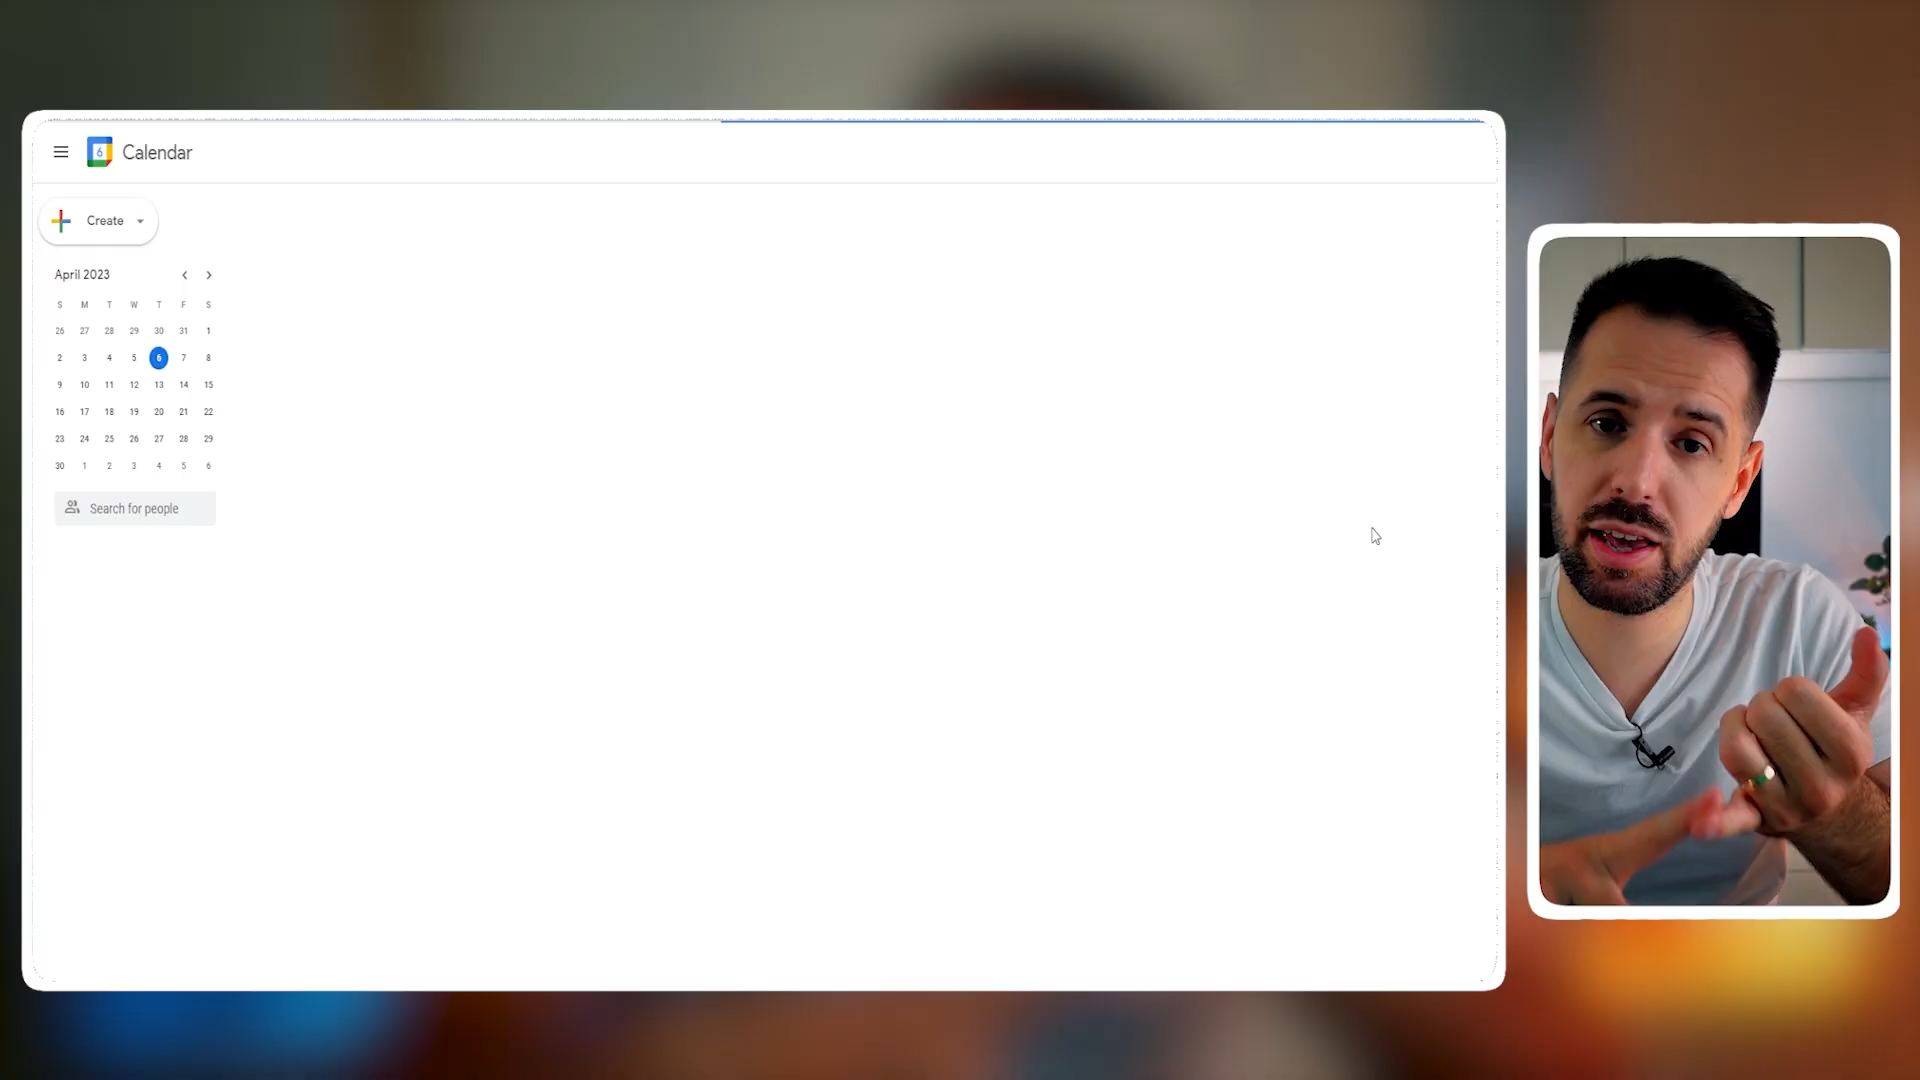 6 Calendar
Create
April 2023
S M T W T F S
26 27 28 29 30 31 1
2 3 4 5 6 7 8
9 10 11 12 13 14 15
16 17 18 19 20 21 22
23 24 25 26 27 28 29
30 1 2 3 4 5 6
Search for people